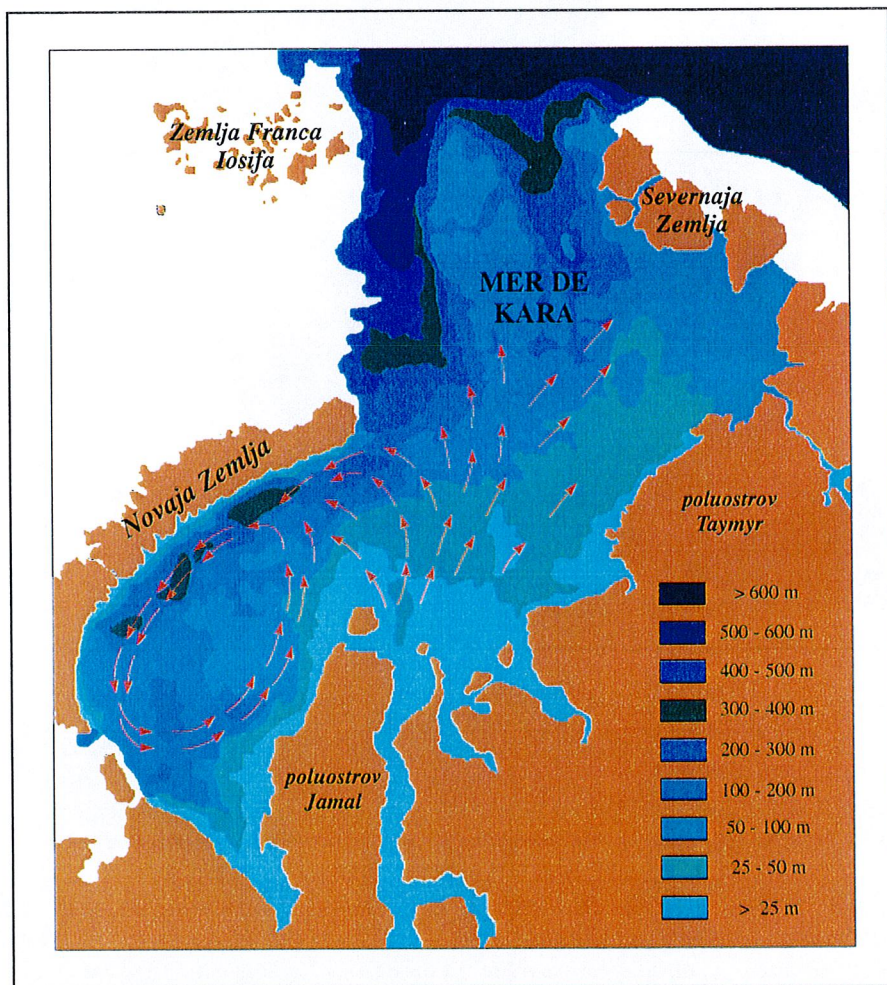 Zemlja Franca
Iosifa
Severnaja
Zemlja
MER DE
KARA
Novaja Zemlja
poluostrov
Taymyr
poluostrov
Jamal
> 600 m
500 - 600 m
400 - 500 m
300 - 400 m
200 - 300 m
100 - 200 m
50 - 100 m
25 - 50 m
> 25 m